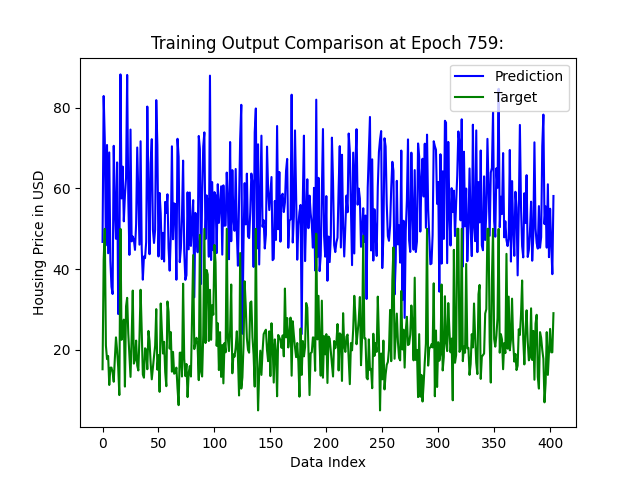 Training Output Comparison at Epoch 759:
Prediction
Target
80
60
40
20
Housing Price in USD
0 50 100 150 200 250 300 350 400
Data Index